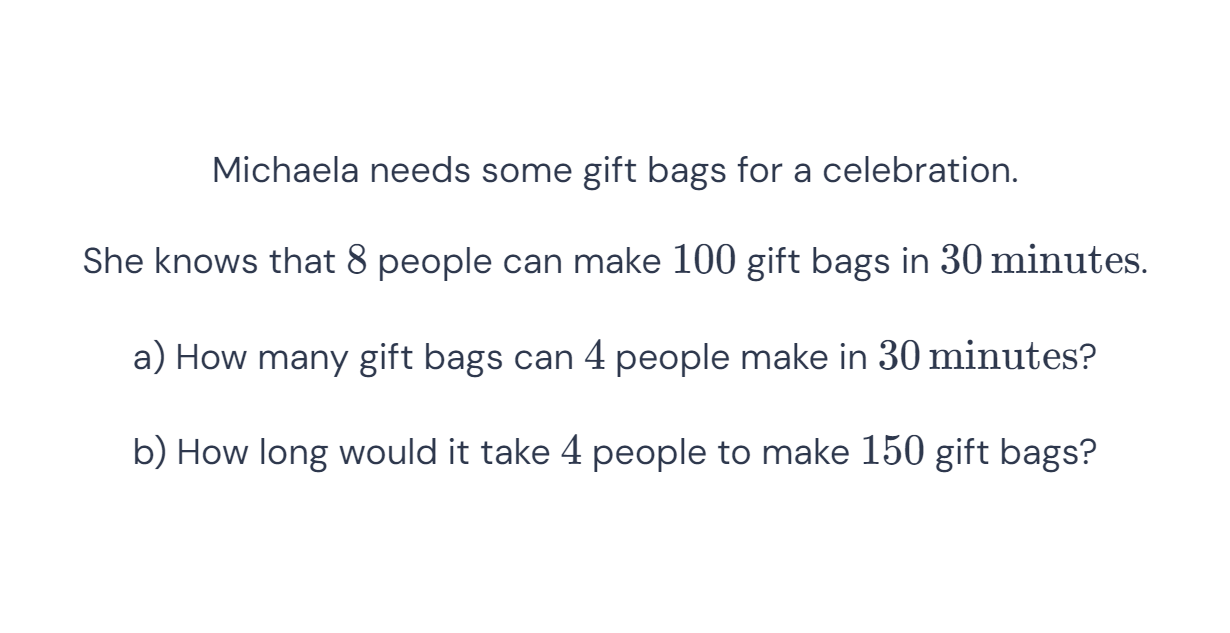 Michaela needs some gift bags for a celebration.
She knows that 8 people can make 100 gift bags in 30 minutes.
a) How many gift bags can 4 people make in 30 minutes?
b) How long would it take 4 people to make 150 gift bags?